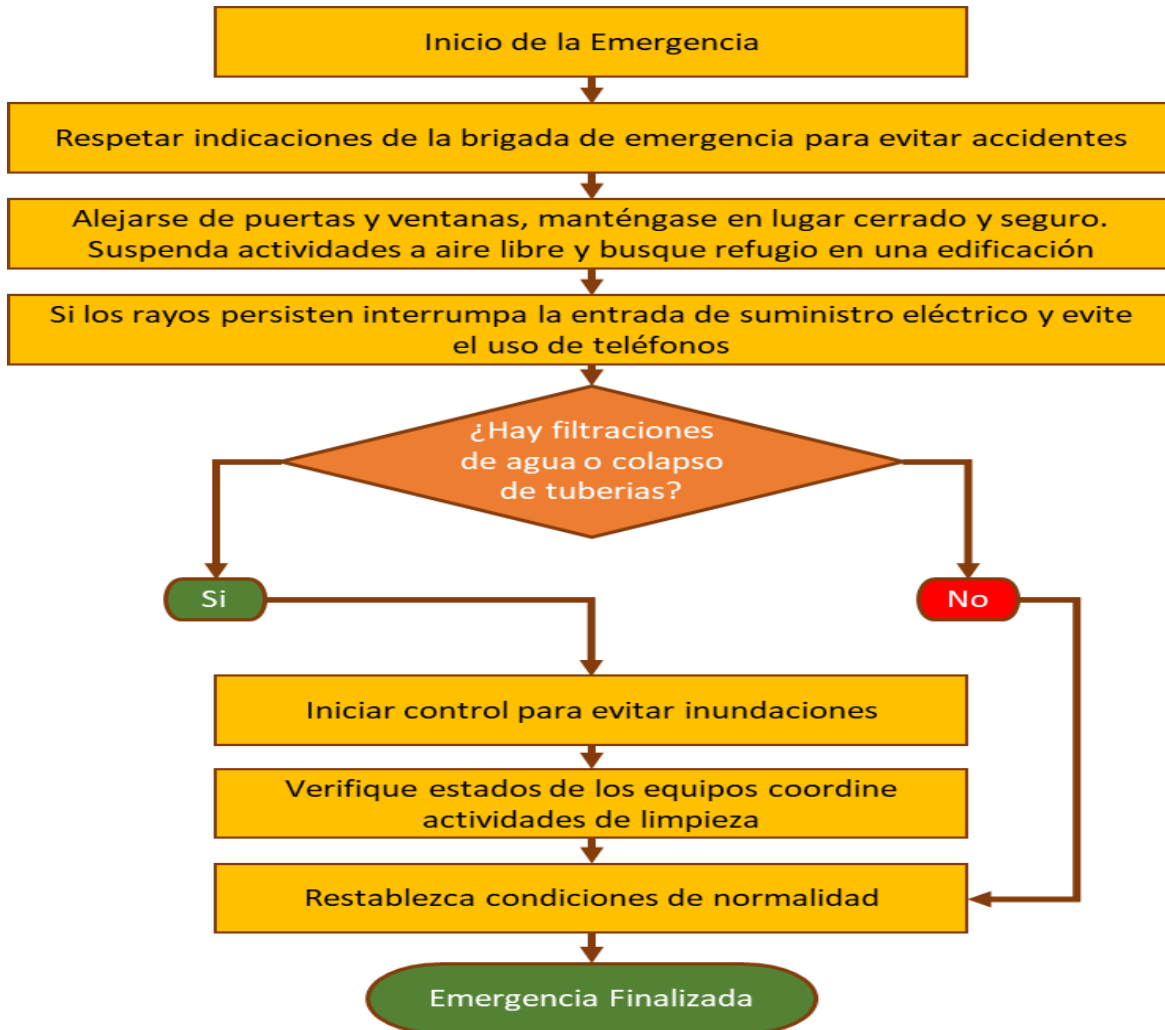 Inicio de la Emergencia
Respetar indicaciones de la brigada de emergencia para evitar accidentes
Alejarse de puertas y ventanas, manténgase en lugar cerrado y seguro.
Suspenda actividades a aire libre y busque refugio en una edificación
Si los rayos persisten interrumpa la entrada de suministro eléctrico y evite
el uso de teléfonos
¿Hay filtraciones
de agua o colapso
de tuberias?
Si
No
Iniciar control para evitar inundaciones
Verifique estados de los equipos coordine
actividades de limpieza
Restablezca condiciones de normalidad
Emergencia Finalizada